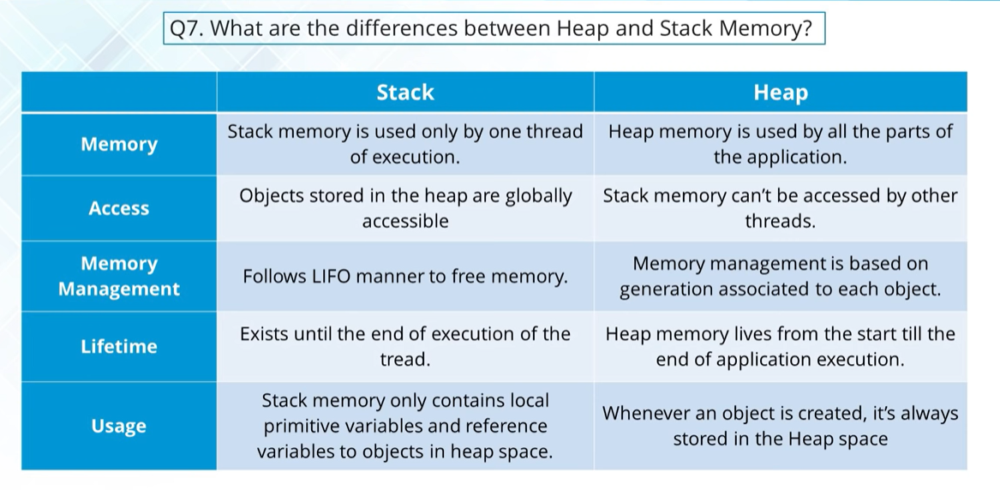 Q7. What are the differences between Heap and Stack Memory?
Stack
Heap
Memory
Stack memory is used only by one thread
of execution.
Heap memory is used by all the parts of
the application.
Access
Objects stored in the heap are globally
accessible
Stack memory can’t be accessed by other
threads.
Memory
Management
Follows LIFO manner to free memory.
Memory management is based on
generation associated to each object.
Lifetime
Exists until the end of execution of the
tread.
Heap memory lives from the start till the
end of application execution.
Usage
Stack memory only contains local
primitive variables and reference
variables to objects in heap space.
Whenever an object is created, it’s always
stored in the Heap space